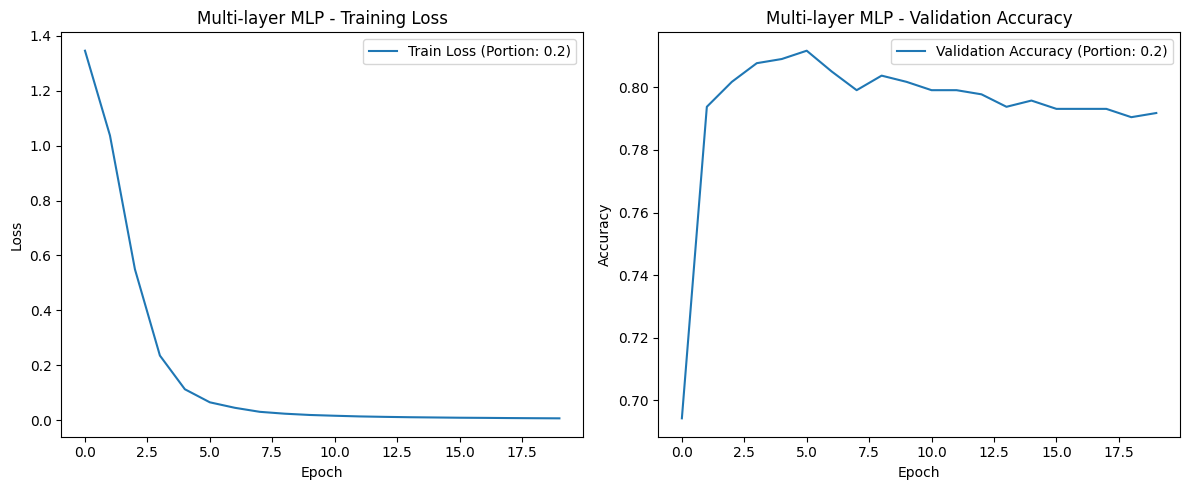 Multi-layer MLP - Training Loss
Train Loss (Portion: 0.2)
1.4
1.2
1.0
0.8
0.6
0.4
0.2
0.0
Loss
0.0 2.5 5.0 7.5 10.0 12.5 15.0 17.5
Epoch
Multi-layer MLP - Validation Accuracy
Validation Accuracy (Portion: 0.2)
0.80
0.78
0.76
0.74
0.72
0.70
Accuracy
0.0 2.5 5.0 7.5 10.0 12.5 15.0 17.5
Epoch